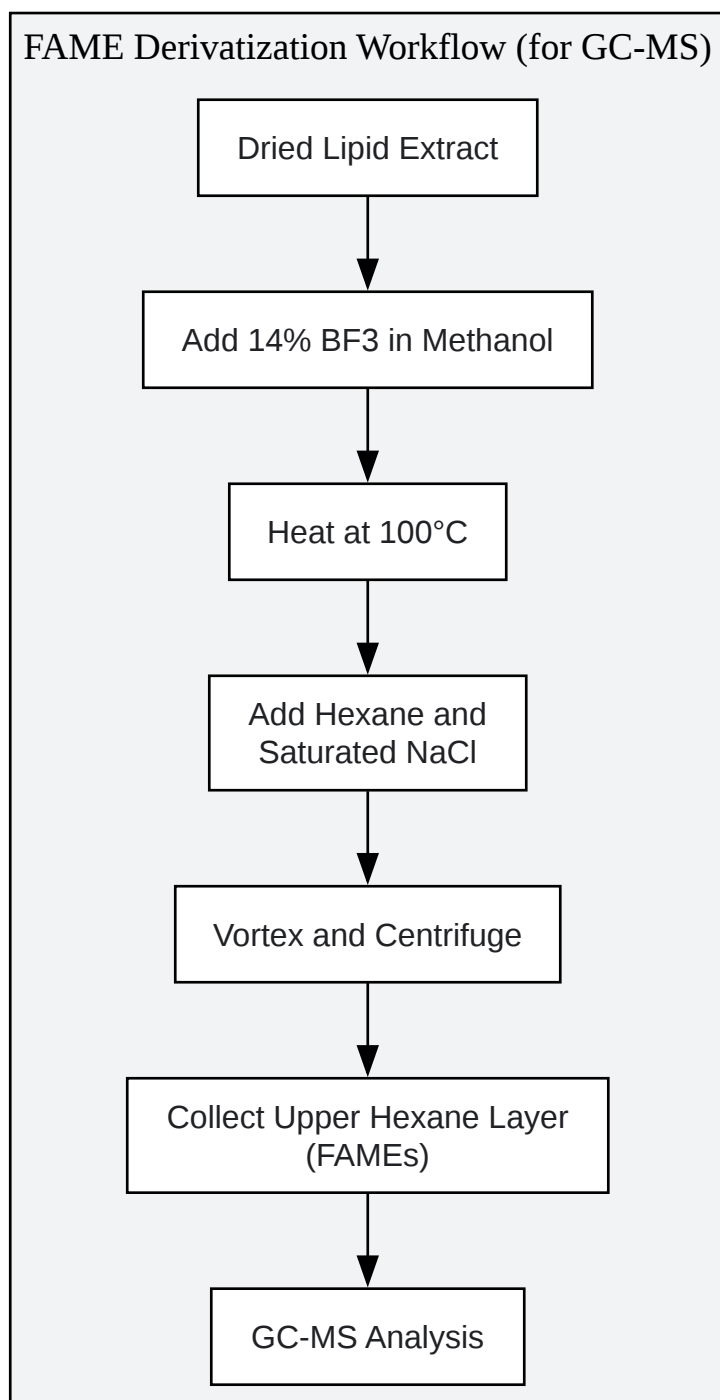 FAME Derivatization Workflow (for GC-MS)
Dried Lipid Extract
Add 14% BF3 in Methanol
Heat at 100°C
Add Hexane and
Saturated NaCl
Vortex and Centrifuge
Collect Upper Hexane Layer
(FAMEs)
GC-MS Analysis